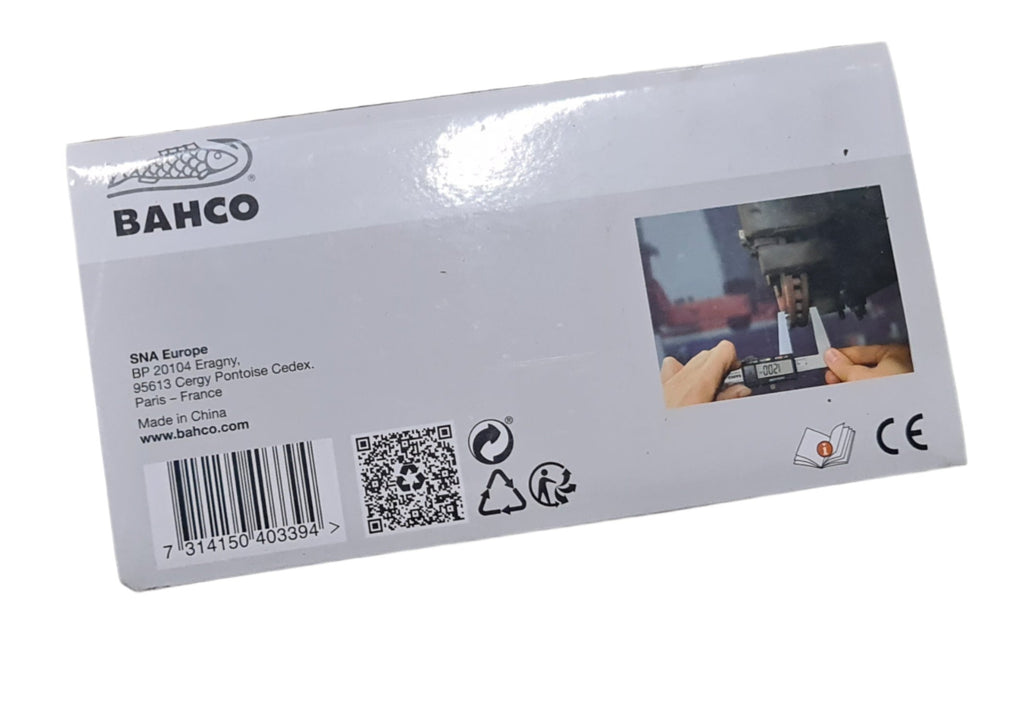 BAHCO
®
SNA Europe
BP 20104 Eragny,
95613 Cergy Pontoise Cedex.
Paris – France
Made in China
www.bahco.com
7 314150 403394 >
®
i
CE